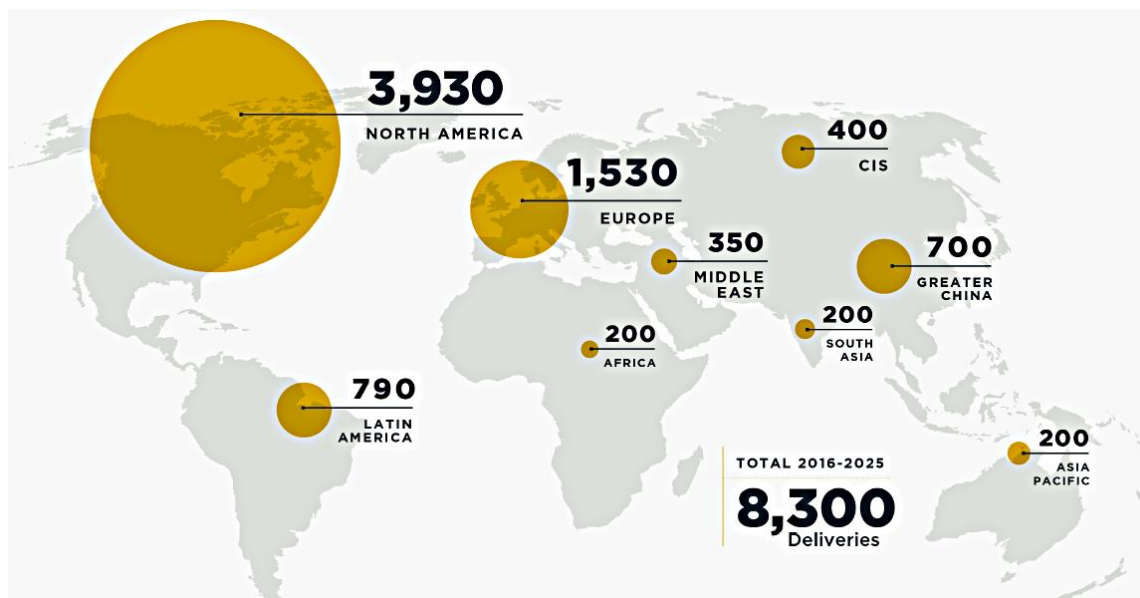 3,930
NORTH AMERICA
400
CIS
1,530
EUROPE
350
MIDDLE
EAST
700
GREATER
CHINA
200
SOUTH
ASIA
200
AFRICA
790
LATIN
AMERICA
200
ASIA
PACIFIC
TOTAL 2016-2025
8,300
Deliveries